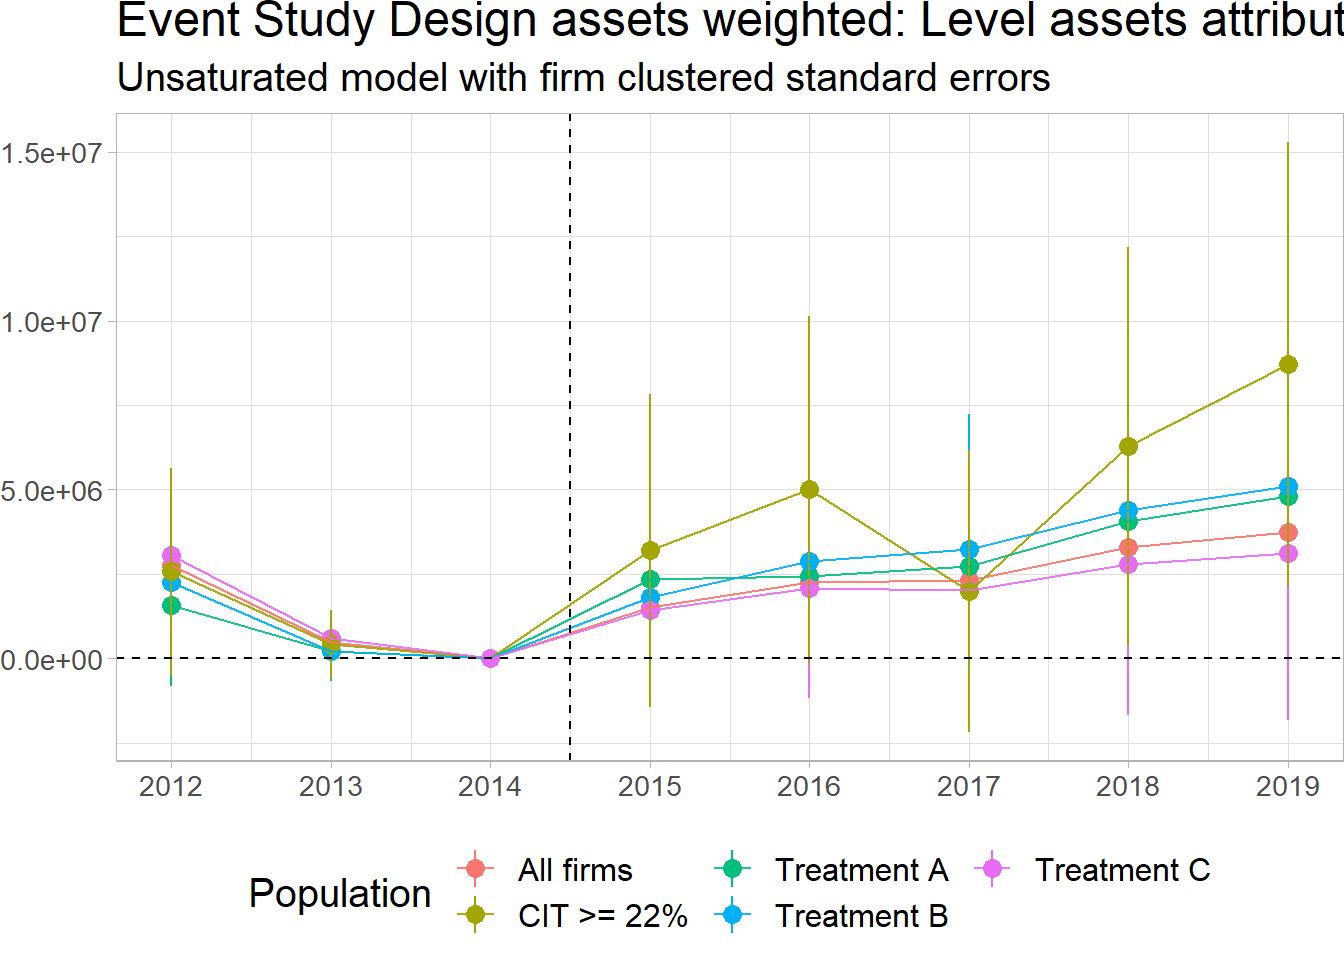 Event Study Design assets weighted: Level assets attribut
Unsaturated model with firm clustered standard errors
1.5e+07
1.0e+07
5.0e+06
0.0e+00
2012 2013 2014 2015 2016 2017 2018 2019
Population
All firms Treatment A Treatment C
CIT >= 22% Treatment B